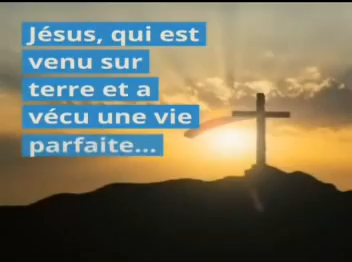 Jésus, qui est
venu sur
terre et a
vécu une vie
parfaite...